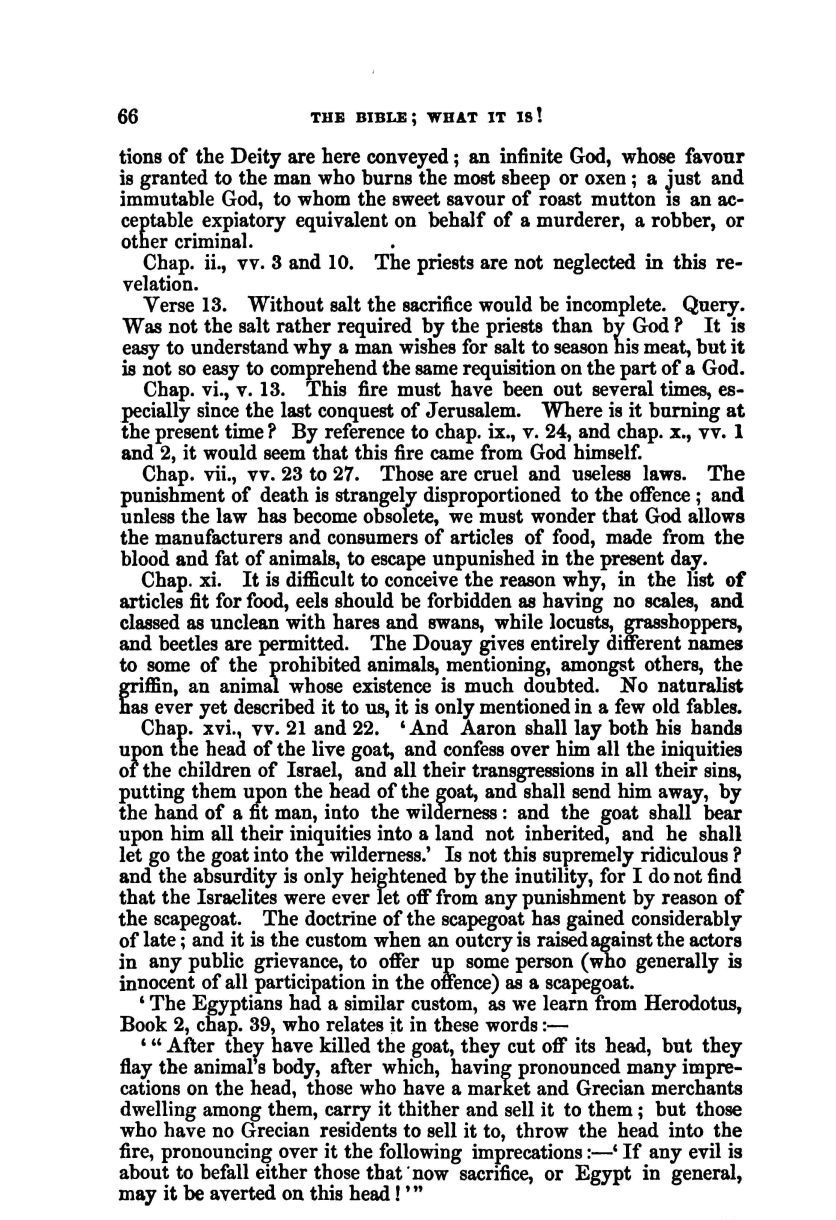 66 THE BIBLE; WHAT IT IS!
tions of the Deity are here conveyed; an infinite God, whose favour
is granted to the man who burns the most sheep or oxen; a just and
immutable God, to whom the sweet savour of roast mutton is an ac-
ceptable expiatory equivalent on behalf of a murderer, a robber, or
other criminal.
Chap. ii., vv. 3 and 10. The priests are not neglected in this re-
velation.
Verse 13. Without salt the sacrifice would be incomplete. Query.
Was not the salt rather required by the priests than by God? It is
easy to understand why a man wishes for salt to season his meat, but it
is not so easy to comprehend the same requisition on the part of a God.
Chap. vi., v. 13. This fire must have been out several times, es-
pecially since the last conquest of Jerusalem. Where is it burning at
the present time? By reference to chap. ix., v. 24, and chap. x., vv. 1
and 2, it would seem that this fire came from God himself.
Chap. vii., vv. 23 to 27. Those are cruel and useless laws. The
punishment of death is strangely disproportioned to the offence; and
unless the law has become obsolete, we must wonder that God allows
the manufacturers and consumers of articles of food, made from the
blood and fat of animals, to escape unpunished in the present day.
Chap. xi. It is difficult to conceive the reason why, in the list of
articles fit for food, eels should be forbidden as having no scales, and
classed as unclean with hares and swans, while locusts, grasshoppers,
and beetles are permitted. The Douay gives entirely different names
to some of the prohibited animals, mentioning, amongst others, the
griffin, an animal whose existence is much doubted. No naturalist
has ever yet described it to us, it is only mentioned in a few old fables.
Chap. xvi., vv. 21 and 22. 'And Aaron shall lay both his hands
upon the head of the live goat, and confess over him all the iniquities
of the children of Israel, and all their transgressions in all their sins,
putting them upon the head of the goat, and shall send him away, by
the hand of a fit man, into the wilderness: and the goat shall bear
upon him all their iniquities into a land not inherited, and he shall
let go the goat into the wilderness.' Is not this supremely ridiculous?
and the absurdity is only heightened by the inutility, for I do not find
that the Israelites were ever let off from any punishment by reason of
the scapegoat. The doctrine of the scapegoat has gained considerably
of late; and it is the custom when an outcry is raised against the actors
in any public grievance, to offer up some person (who generally is
innocent of all participation in the offence) as a scapegoat.
'The Egyptians had a similar custom, as we learn from Herodotus,
Book 2, chap. 39, who relates it in these words:—
'"After they have killed the goat, they cut off its head, but they
flay the animal's body, after which, having pronounced many impre-
cations on the head, those who have a market and Grecian merchants
dwelling among them, carry it thither and sell it to them; but those
who have no Grecian residents to sell it to, throw the head into the
fire, pronouncing over it the following imprecations:—'If any evil is
about to befall either those that now sacrifice, or Egypt in general,
may it be averted on this head!'"